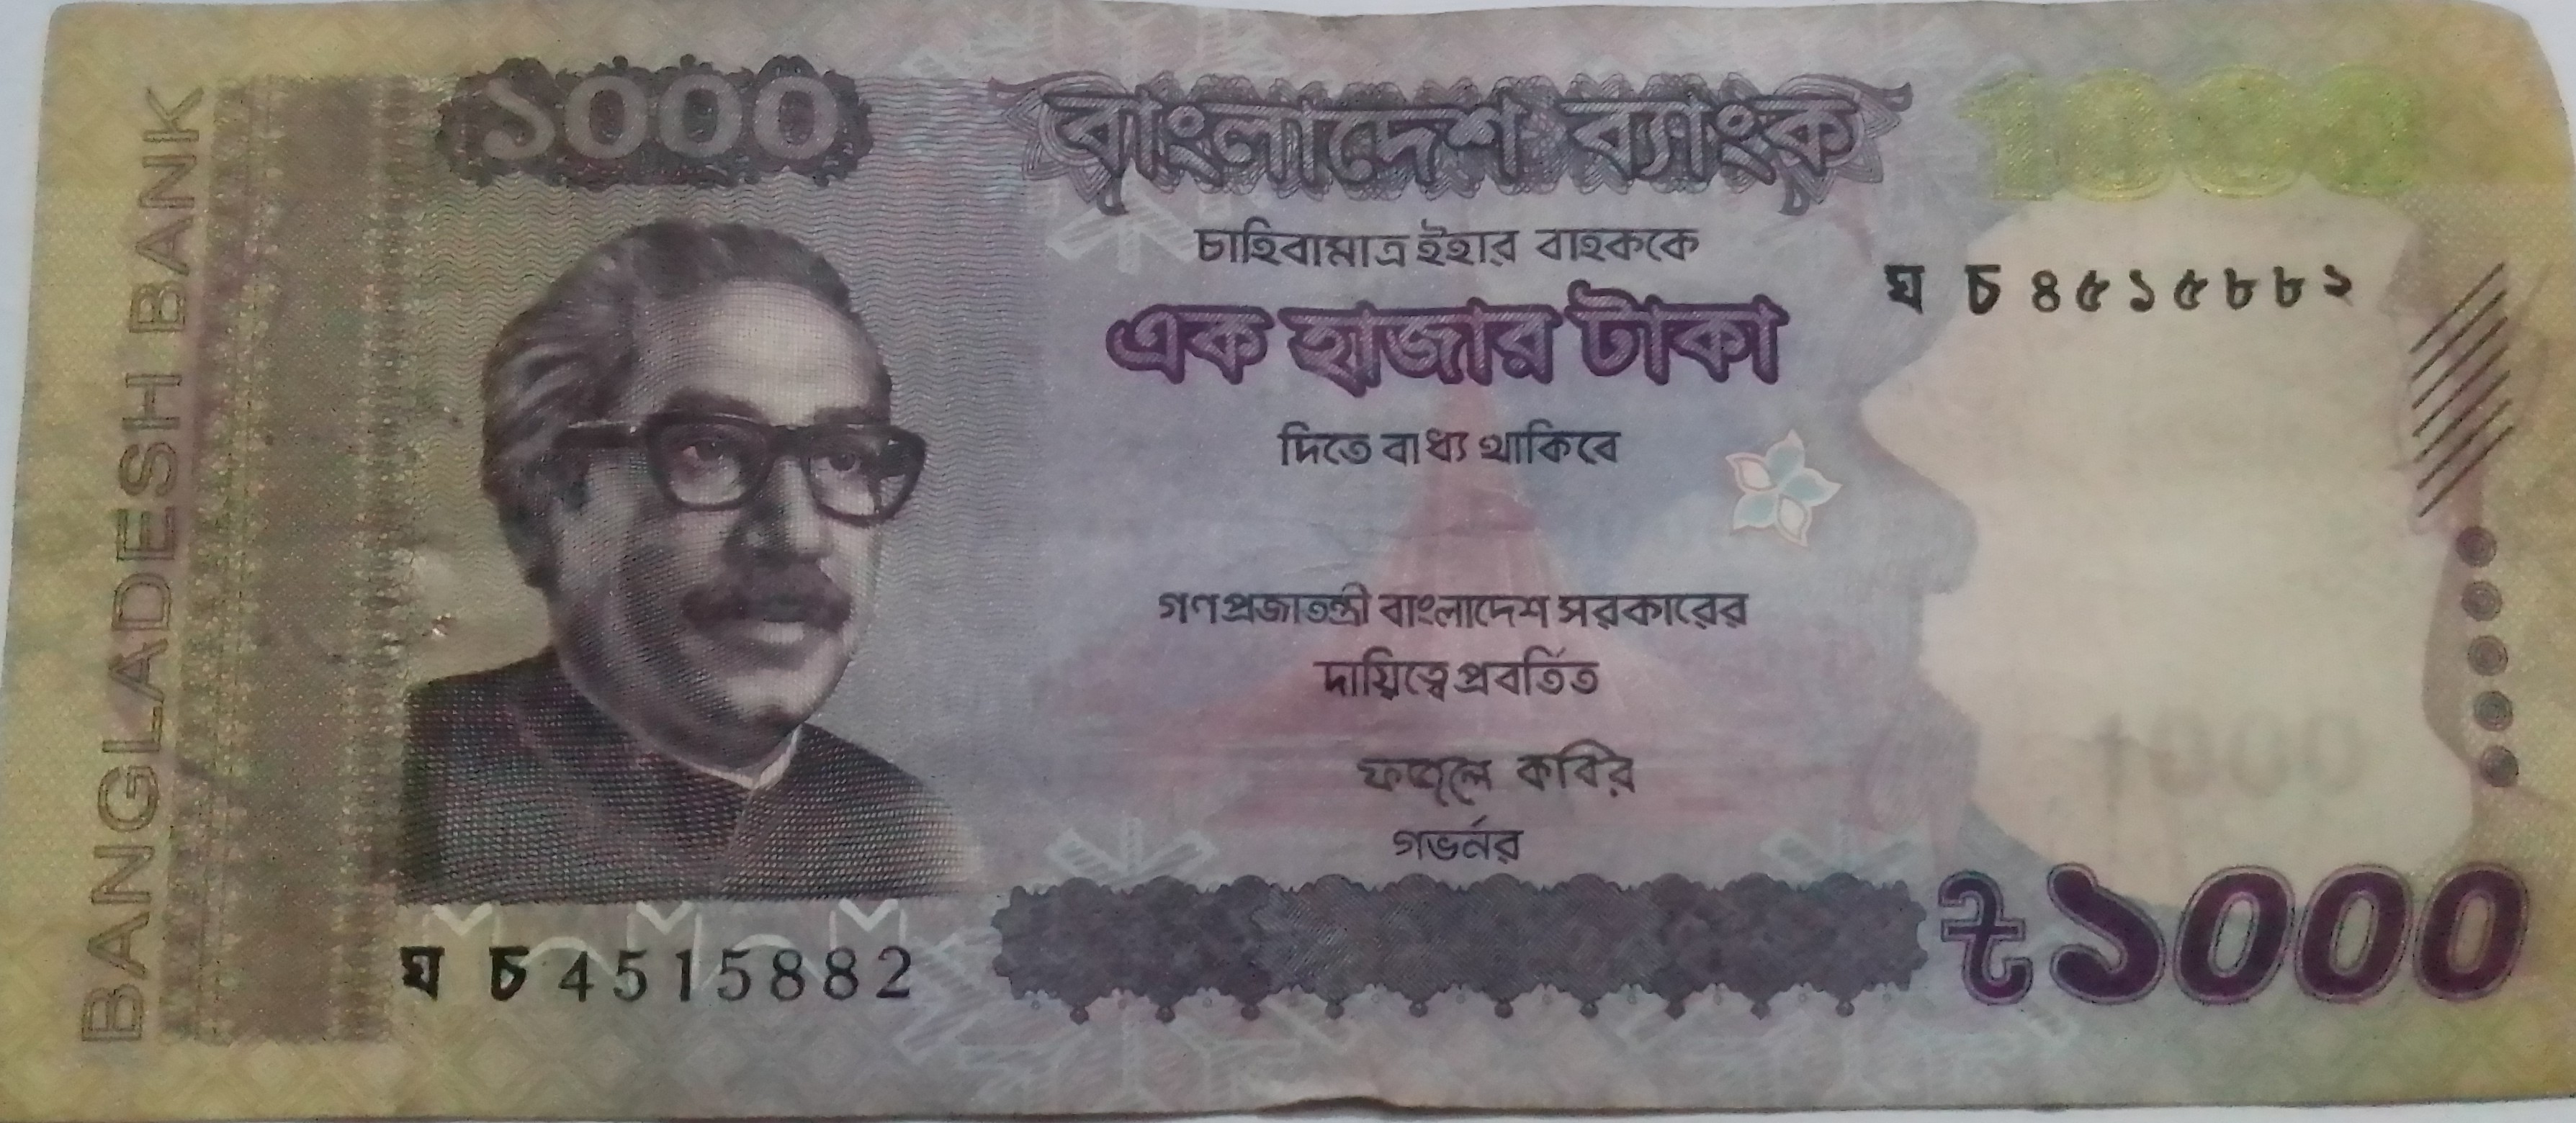 BANGLADESH BANK
১০০০
বাংলাদেশ ব্যাংক
1000
চাহিবামাত্র ইহার বাহককে
ঘ চ ৪৫১৫৮৮২
এক হাজার টাকা
দিতে বাধ্য থাকিবে
গণপ্রজাতন্ত্রী বাংলাদেশ সরকারের
দায়িত্বে প্রবর্তিত
1000
ফজলে কবির
গভর্নর
ঘ চ 4515882
৳১০০০